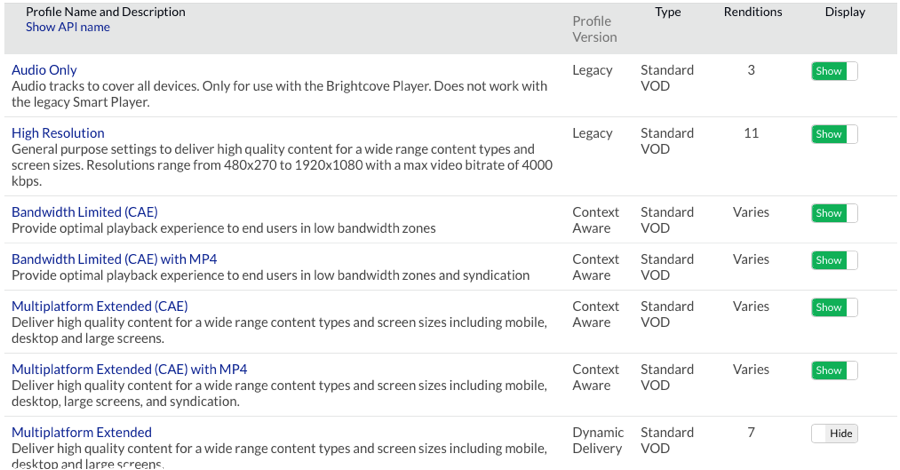 Profile Name and Description Profile Version Type Renditions Display
Show API name
Audio Only Legacy Standard VOD 3 Show
Audio tracks to cover all devices. Only for use with the Brightcove Player. Does not work with
the legacy Smart Player.
High Resolution Legacy Standard VOD 11 Show
General purpose settings to deliver high quality content for a wide range content types and
screen sizes. Resolutions range from 480x270 to 1920x1080 with a max video bitrate of 4000
kbps.
Bandwidth Limited (CAE) Context Aware Standard VOD Varies Show
Provide optimal playback experience to end users in low bandwidth zones
Bandwidth Limited (CAE) with MP4 Context Aware Standard VOD Varies Show
Provide optimal playback experience to end users in low bandwidth zones and syndication
Multiplatform Extended (CAE) Context Aware Standard VOD Varies Show
Deliver high quality content for a wide range content types and screen sizes including mobile,
desktop and large screens.
Multiplatform Extended (CAE) with MP4 Context Aware Standard VOD Varies Show
Deliver high quality content for a wide range content types and screen sizes including mobile,
desktop, large screens, and syndication.
Multiplatform Extended Dynamic Delivery Standard VOD 7 Hide
Deliver high quality content for a wide range content types and screen sizes including mobile,
desktop and large screens.